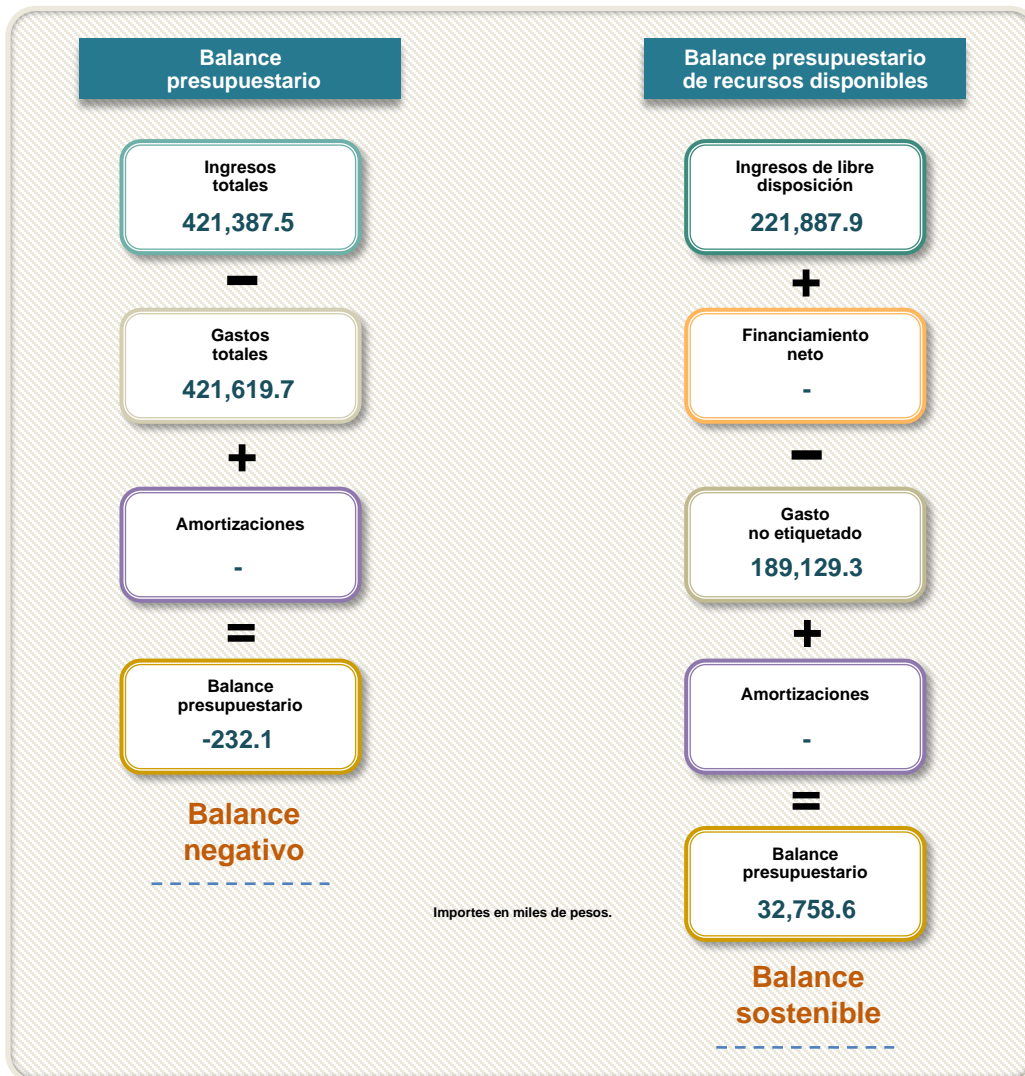 Balance
presupuestario
Ingresos
totales
421,387.5
–
Gastos
totales
421,619.7
+
Amortizaciones
-
=
Balance
presupuestario
-232.1
Balance
negativo
Balance presupuestario
de recursos disponibles
Ingresos de libre
disposición
221,887.9
+
Financiamiento
neto
-
–
Gasto
no etiquetado
189,129.3
+
Amortizaciones
-
=
Balance
presupuestario
32,758.6
Balance
sostenible
Importes en miles de pesos.